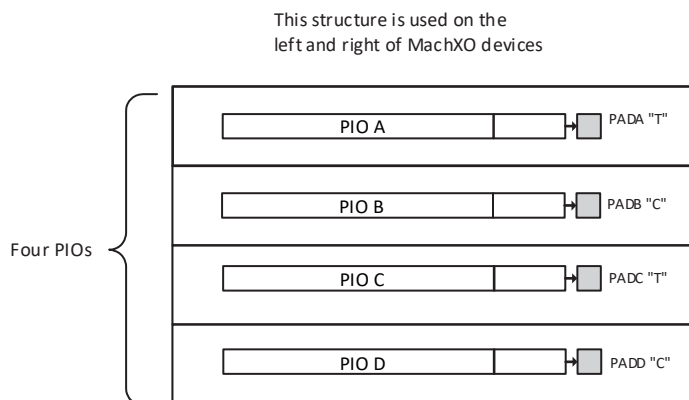 This structure is used on the
left and right of MachXO devices
PIO A
PADA "T"
PIO B
PADB "C"
Four PIOs
PIO C
PADC "T"
PIO D
PADD "C"